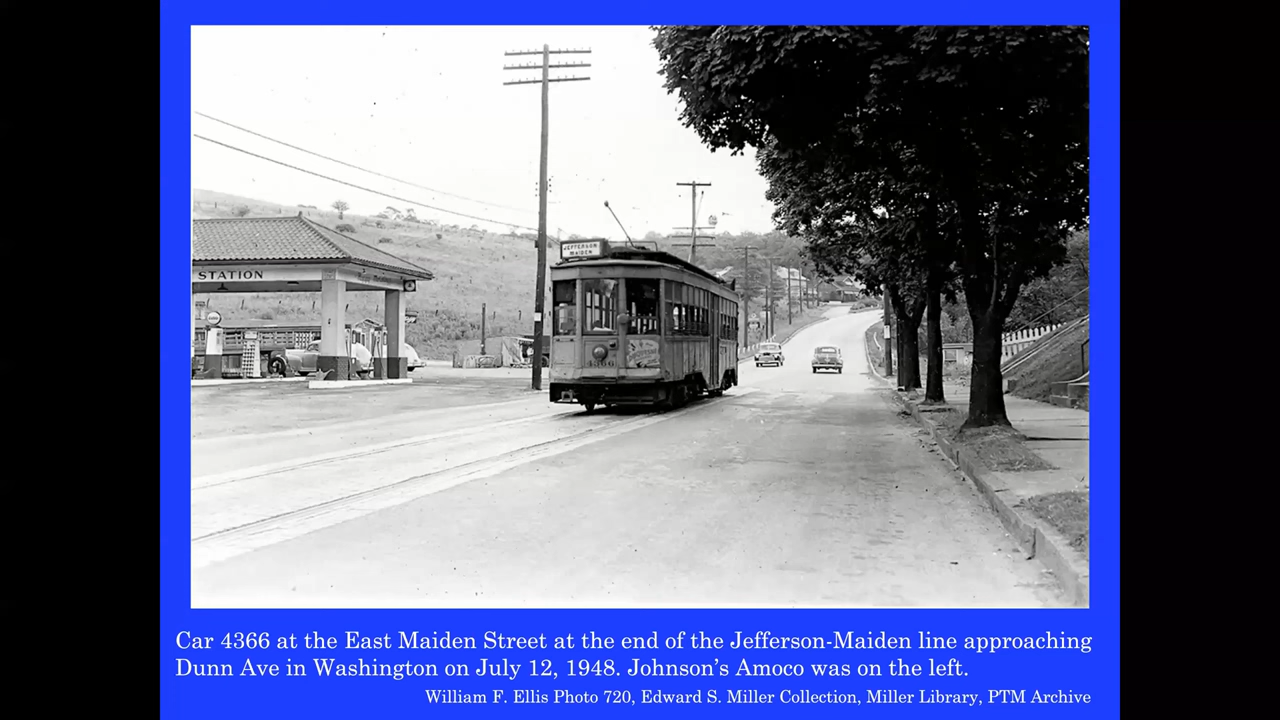 JEFFERSON
MAIDEN
STATION
4366
Car 4366 at the East Maiden Street at the end of the Jefferson-Maiden line approaching
Dunn Ave in Washington on July 12, 1948. Johnson's Amoco was on the left.
William F. Ellis Photo 720, Edward S. Miller Collection, Miller Library, PTM Archive